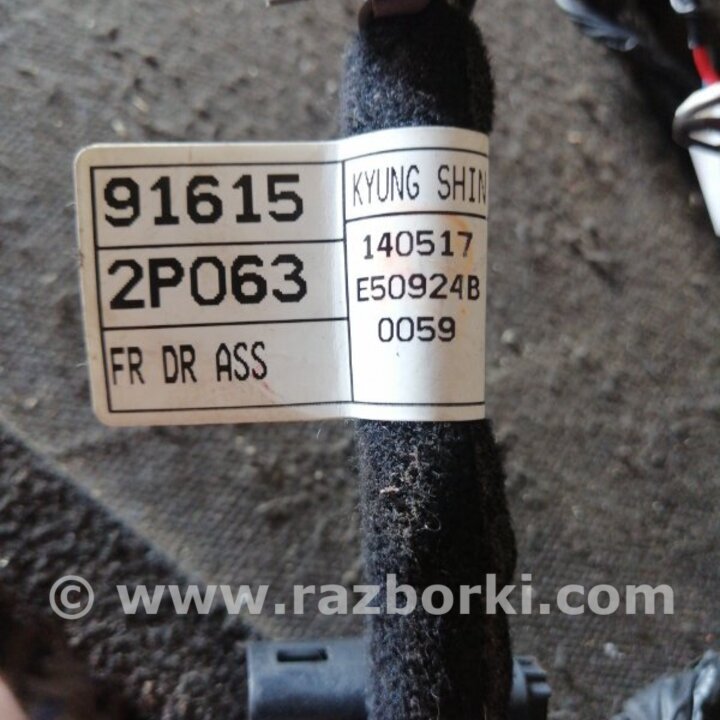 91615
2P063
FR DR ASS
KYUNG SHIN
140517
E50924B
0059
© www.razborki.com